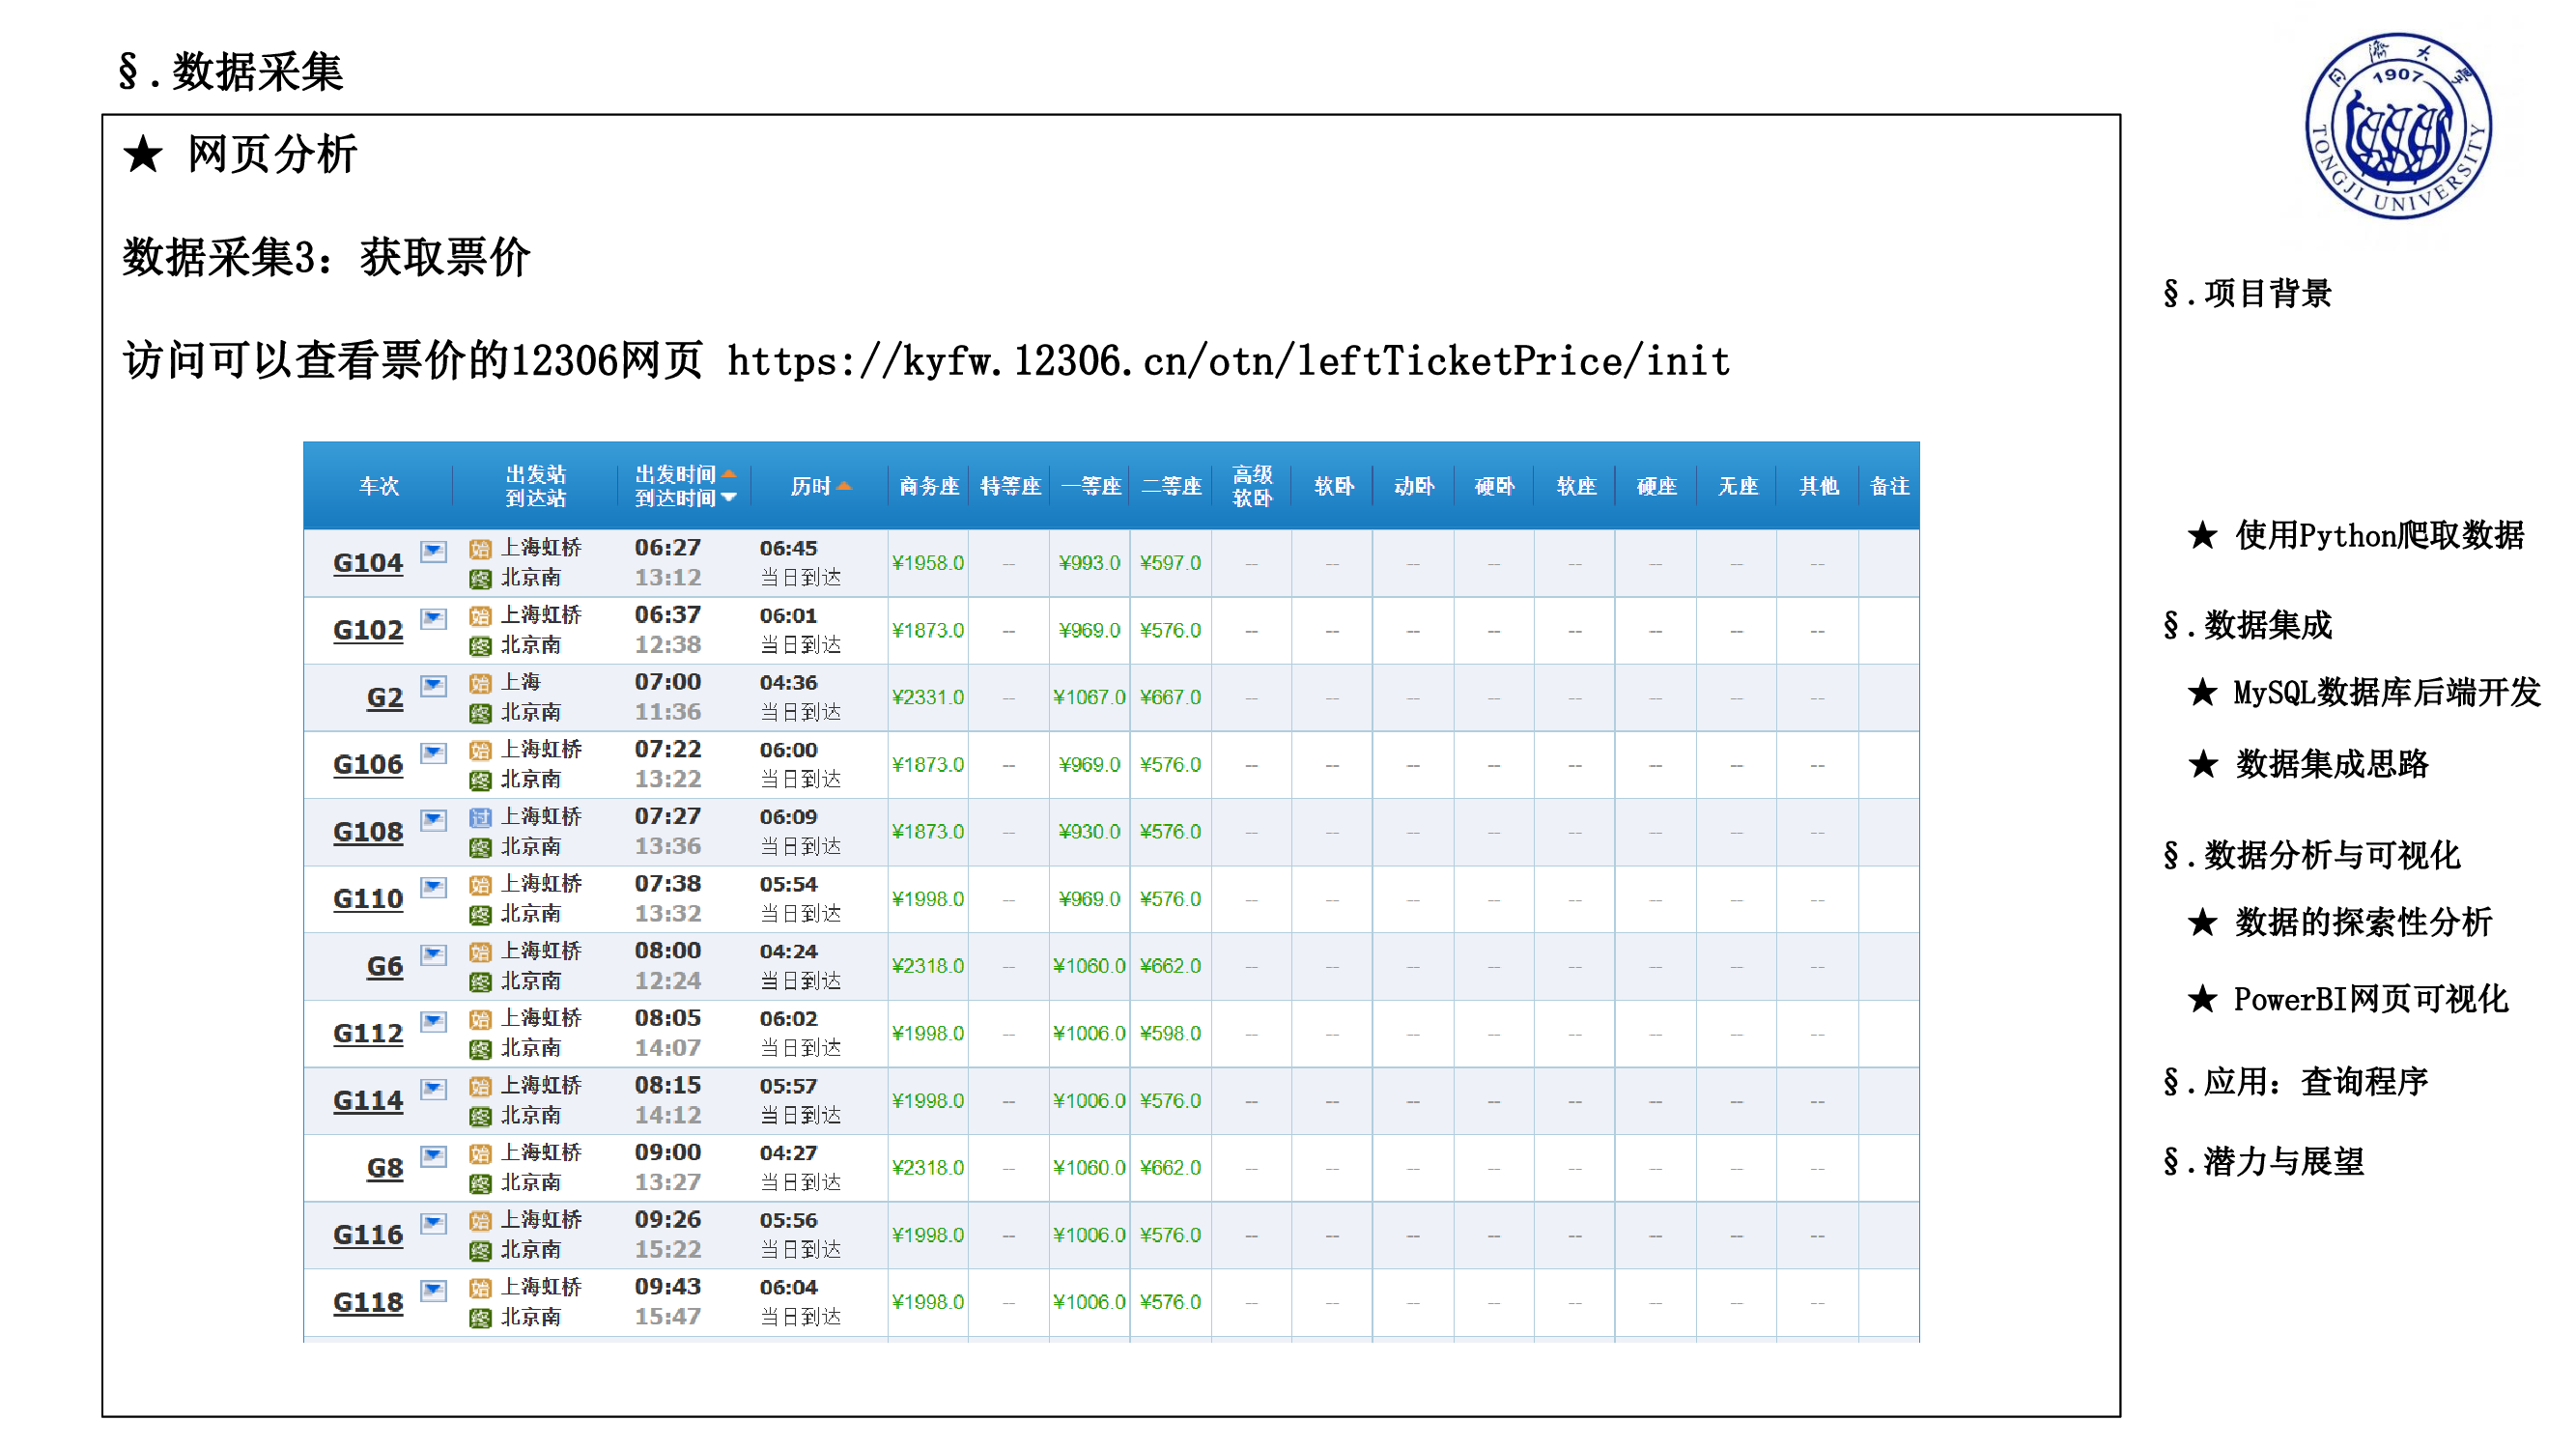 §.数据采集
同濟大學
1907
TONGJI UNIVERSITY
★ 网页分析
数据采集3：获取票价
访问可以查看票价的12306网页 https://kyfw.12306.cn/otn/leftTicketPrice/init
车次 出发站 到达站 出发时间 到达时间 历时 商务座 特等座 一等座 二等座 高级软卧 软卧 动卧 硬卧 软座 硬座 无座 其他 备注
G104 始 上海虹桥 06:27 06:45 ¥1958.0 -- ¥993.0 ¥597.0 -- -- -- -- -- -- -- --
终 北京南 13:12 当日到达
G102 始 上海虹桥 06:37 06:01 ¥1873.0 -- ¥969.0 ¥576.0 -- -- -- -- -- -- -- --
终 北京南 12:38 当日到达
G2 始 上海 07:00 04:36 ¥2331.0 -- ¥1067.0 ¥667.0 -- -- -- -- -- -- -- --
终 北京南 11:36 当日到达
G106 始 上海虹桥 07:22 06:00 ¥1873.0 -- ¥969.0 ¥576.0 -- -- -- -- -- -- -- --
终 北京南 13:22 当日到达
G108 过 上海虹桥 07:27 06:09 ¥1873.0 -- ¥930.0 ¥576.0 -- -- -- -- -- -- -- --
终 北京南 13:36 当日到达
G110 始 上海虹桥 07:38 05:54 ¥1998.0 -- ¥969.0 ¥576.0 -- -- -- -- -- -- -- --
终 北京南 13:32 当日到达
G6 始 上海虹桥 08:00 04:24 ¥2318.0 -- ¥1060.0 ¥662.0 -- -- -- -- -- -- -- --
终 北京南 12:24 当日到达
G112 始 上海虹桥 08:05 06:02 ¥1998.0 -- ¥1006.0 ¥598.0 -- -- -- -- -- -- -- --
终 北京南 14:07 当日到达
G114 始 上海虹桥 08:15 05:57 ¥1998.0 -- ¥1006.0 ¥576.0 -- -- -- -- -- -- -- --
终 北京南 14:12 当日到达
G8 始 上海虹桥 09:00 04:27 ¥2318.0 -- ¥1060.0 ¥662.0 -- -- -- -- -- -- -- --
终 北京南 13:27 当日到达
G116 始 上海虹桥 09:26 05:56 ¥1998.0 -- ¥1006.0 ¥576.0 -- -- -- -- -- -- -- --
终 北京南 15:22 当日到达
G118 始 上海虹桥 09:43 06:04 ¥1998.0 -- ¥1006.0 ¥576.0 -- -- -- -- -- -- -- --
终 北京南 15:47 当日到达
§.项目背景
★ 使用Python爬取数据
§.数据集成
★ MySQL数据库后端开发
★ 数据集成思路
§.数据分析与可视化
★ 数据的探索性分析
★ PowerBI网页可视化
§.应用：查询程序
§.潜力与展望